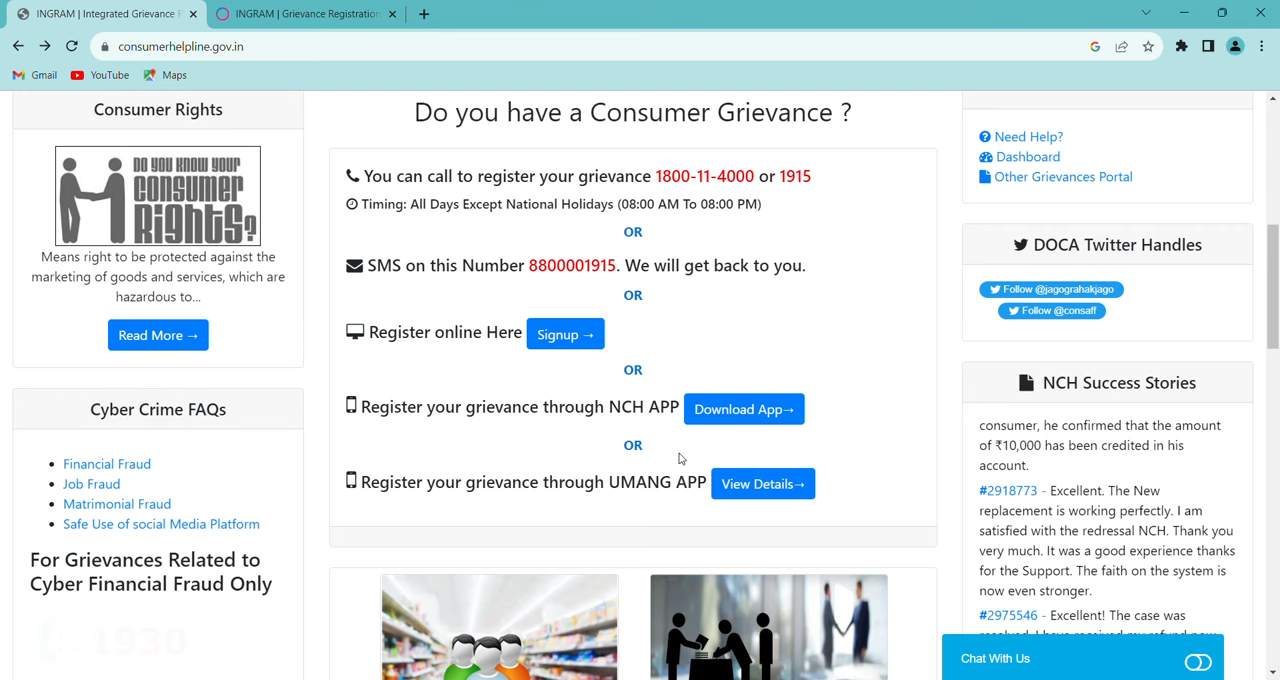 INGRAM | Integrated Grievance R
INGRAM | Grievance Registration
consumerhelpline.gov.in
Gmail
YouTube
Maps
Consumer Rights
DO YOU KNOW YOUR
CONSUMER
RIGHTS?
Means right to be protected against the
marketing of goods and services, which are
hazardous to...
Read More →
Cyber Crime FAQs
Financial Fraud
Job Fraud
Matrimonial Fraud
Safe Use of social Media Platform
For Grievances Related to
Cyber Financial Fraud Only
1930
Do you have a Consumer Grievance ?
You can call to register your grievance 1800-11-4000 or 1915
Timing: All Days Except National Holidays (08:00 AM To 08:00 PM)
OR
SMS on this Number 8800001915. We will get back to you.
OR
Register online Here Signup →
OR
Register your grievance through NCH APP Download App→
OR
Register your grievance through UMANG APP View Details→
Need Help?
Dashboard
Other Grievances Portal
DOCA Twitter Handles
Follow @jagograhakjago
Follow @consaff
NCH Success Stories
consumer, he confirmed that the amount
of ₹10,000 has been credited in his
account.
#2918773 - Excellent. The New
replacement is working perfectly. I am
satisfied with the redressal NCH. Thank you
very much. It was a good experience thanks
for the Support. The faith on the system is
now even stronger.
#2975546 - Excellent! The case was
Chat With Us